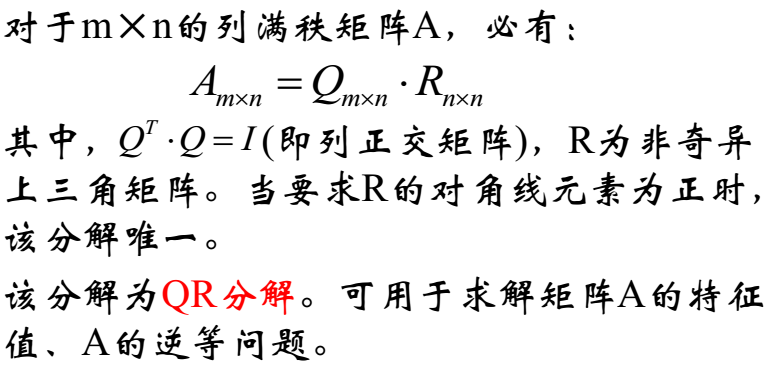 对于m×n的列满秩矩阵A，必有：
A_{m×n} = Q_{m×n} · R_{n×n}
其中，Q^T · Q = I(即列正交矩阵)，R为非奇异
上三角矩阵。当要求R的对角线元素为正时，
该分解唯一。
该分解为QR分解。可用于求解矩阵A的特征
值、A的逆等问题。